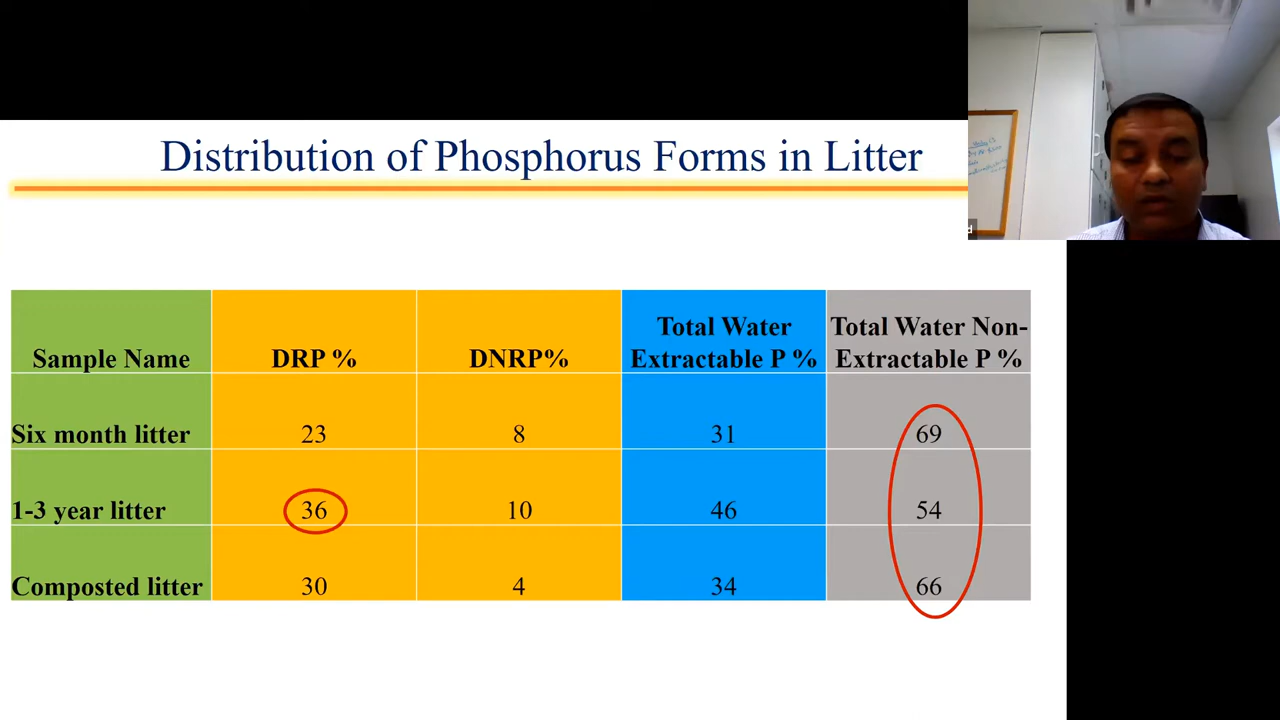 Distribution of Phosphorus Forms in Litter
Total Water
Total Water Non-
Sample Name DRP % DNRP% Extractable P % Extractable P %
Six month litter 23 8 31 69
1-3 year litter 36 10 46 54
Composted litter 30 4 34 66